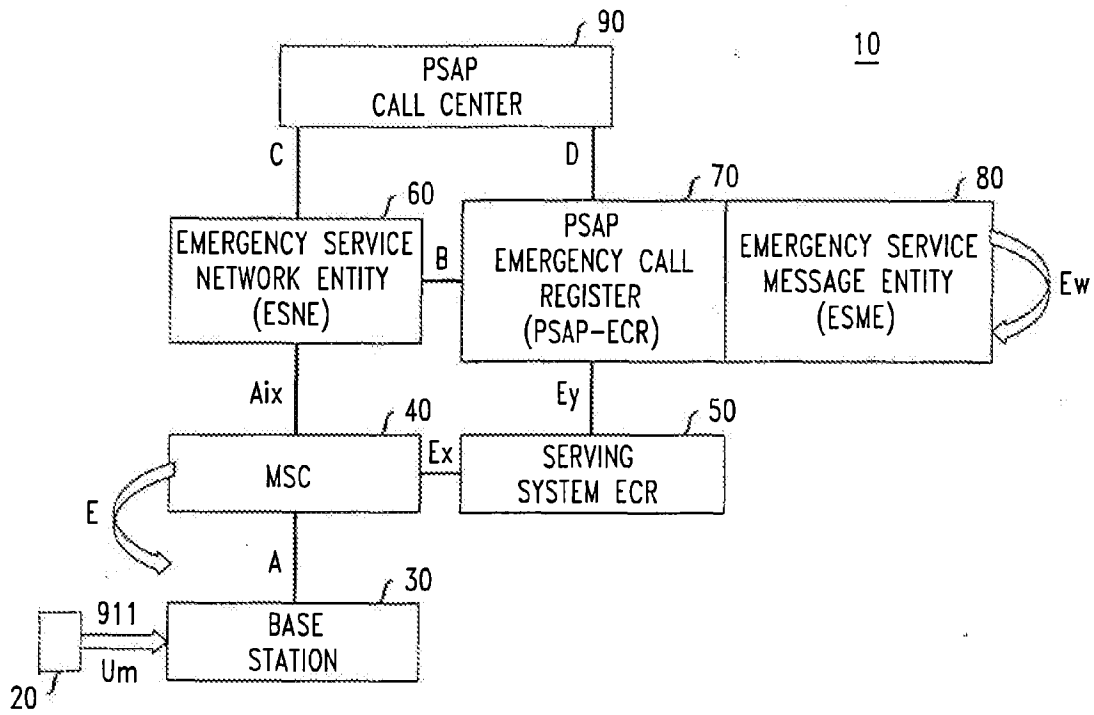 90
10
PSAP
CALL CENTER
C
D
60
70
80
EMERGENCY SERVICE
NETWORK ENTITY
(ESNE)
B
PSAP
EMERGENCY CALL
REGISTER
(PSAP-ECR)
EMERGENCY SERVICE
MESSAGE ENTITY
(ESME)
Ew
Aix
Ey
40
50
MSC
Ex
SERVING
SYSTEM ECR
E
A
30
911
Um
20
BASE
STATION